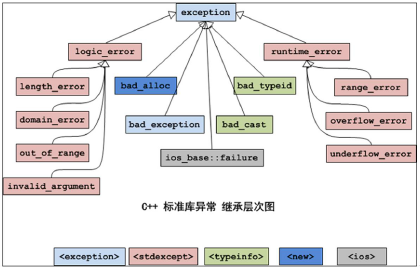 exception
logic_error
runtime_error
length_error
bad_alloc
bad_typeid
range_error
domain_error
bad_exception
bad_cast
overflow_error
out_of_range
ios_base::failure
underflow_error
invalid_argument
C++ 标准库异常 继承层次图
<exception>
<stdexcept>
<typeinfo>
<new>
<ios>